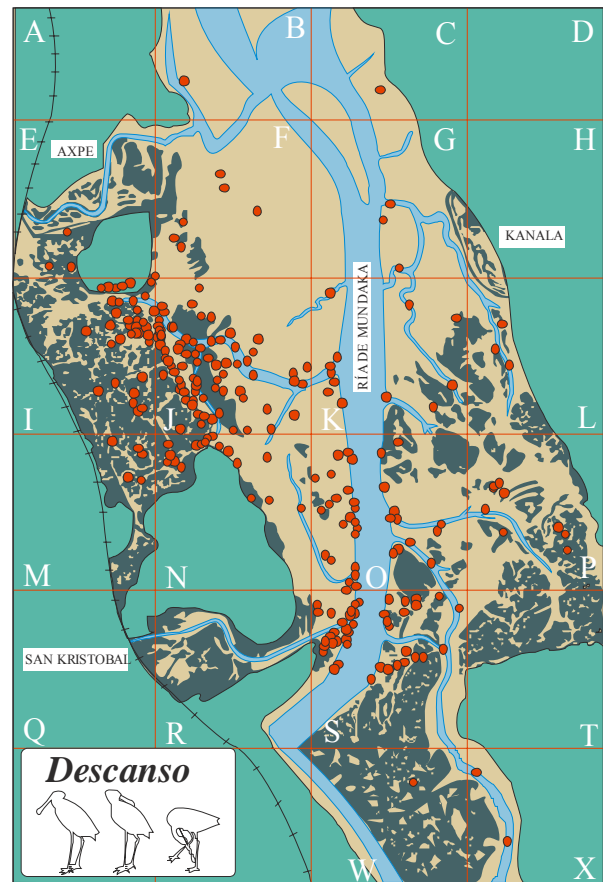 A B C D
E F G H
AXPE
KANALA
RÍA DE MUNDAKA
I J K L
M N O P
SAN KRISTOBAL
Q R S T
Descanso
W X